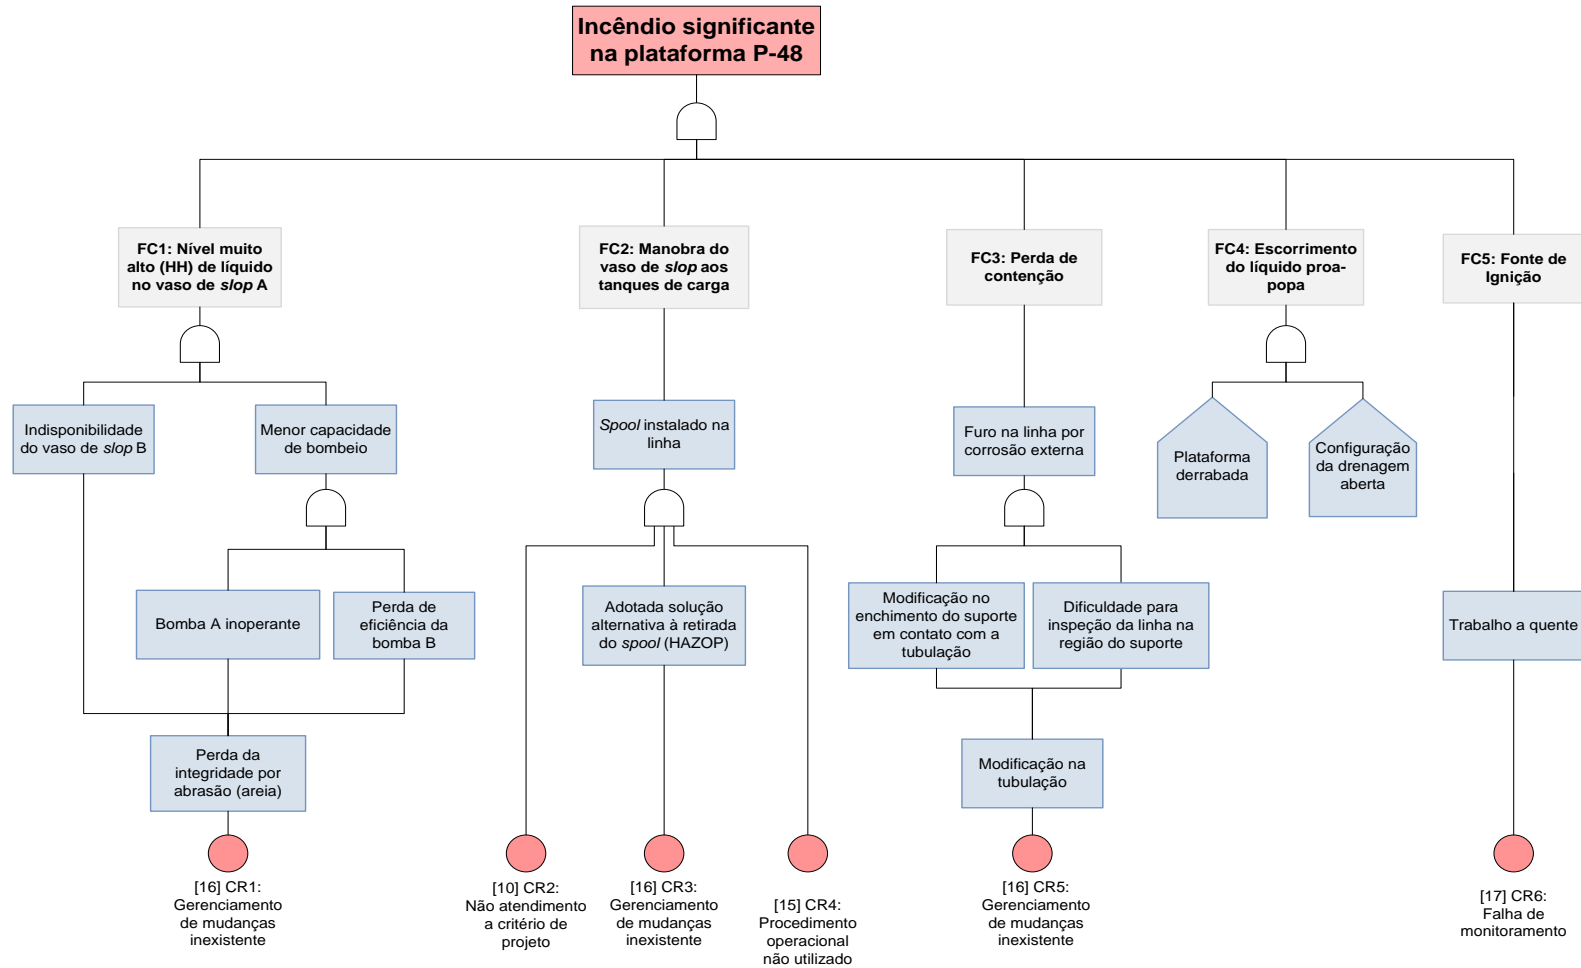 Incêndio significante
na plataforma P-48
FC1: Nível muito
alto (HH) de líquido
no vaso de slop A
FC2: Manobra do
vaso de slop aos
tanques de carga
FC3: Perda de
contenção
FC4: Escorrimento
do líquido proa-
popa
FC5: Fonte de
Ignição
Indisponibilidade
do vaso de slop B
Menor capacidade
de bombeio
Spool instalado na
linha
Furo na linha por
corrosão externa
Plataforma
derrabada
Configuração
da drenagem
aberta
Bomba A inoperante
Perda de
eficiência da
bomba B
Adotada solução
alternativa à retirada
do spool (HAZOP)
Modificação no
enchimento do suporte
em contato com a
tubulação
Dificuldade para
inspeção da linha na
região do suporte
Trabalho a quente
Perda da
integridade por
abrasão (areia)
Modificação na
tubulação
[16] CR1:
Gerenciamento
de mudanças
inexistente
[10] CR2:
Não atendimento
a critério de
projeto
[16] CR3:
Gerenciamento
de mudanças
inexistente
[15] CR4:
Procedimento
operacional
não utilizado
[16] CR5:
Gerenciamento
de mudanças
inexistente
[17] CR6:
Falha de
monitoramento